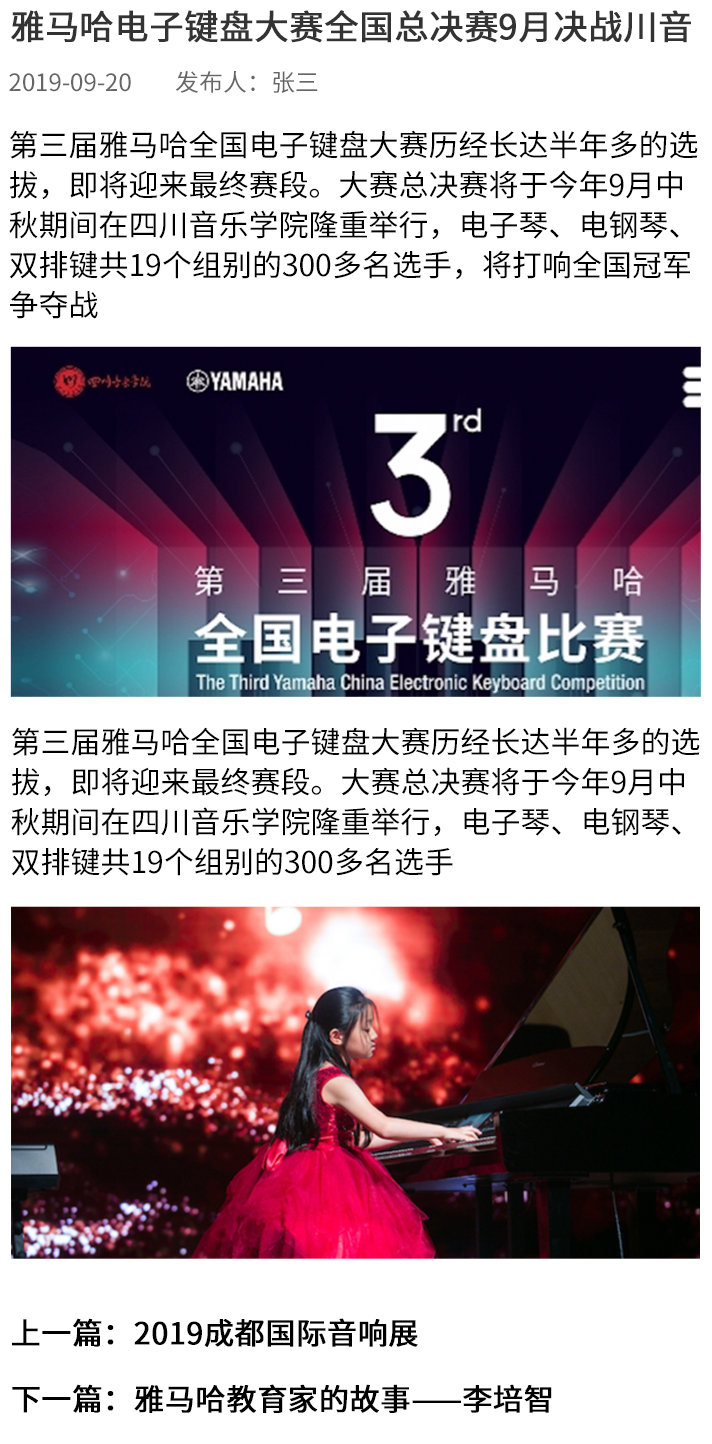 雅马哈电子键盘大赛全国总决赛9月决战川音
2019-09-20 发布人：张三
第三届雅马哈全国电子键盘大赛历经长达半年多的选
拔，即将迎来最终赛段。大赛总决赛将于今年9月中
秋期间在四川音乐学院隆重举行，电子琴、电钢琴、
双排键共19个组别的300多名选手，将打响全国冠军
争夺战
四川音乐学院 YAMAHA
3rd
第三届雅马哈
全国电子键盘比赛
The Third Yamaha China Electronic Keyboard Competition
第三届雅马哈全国电子键盘大赛历经长达半年多的选
拔，即将迎来最终赛段。大赛总决赛将于今年9月中
秋期间在四川音乐学院隆重举行，电子琴、电钢琴、
双排键共19个组别的300多名选手
上一篇：2019成都国际音响展
下一篇：雅马哈教育家的故事——李培智